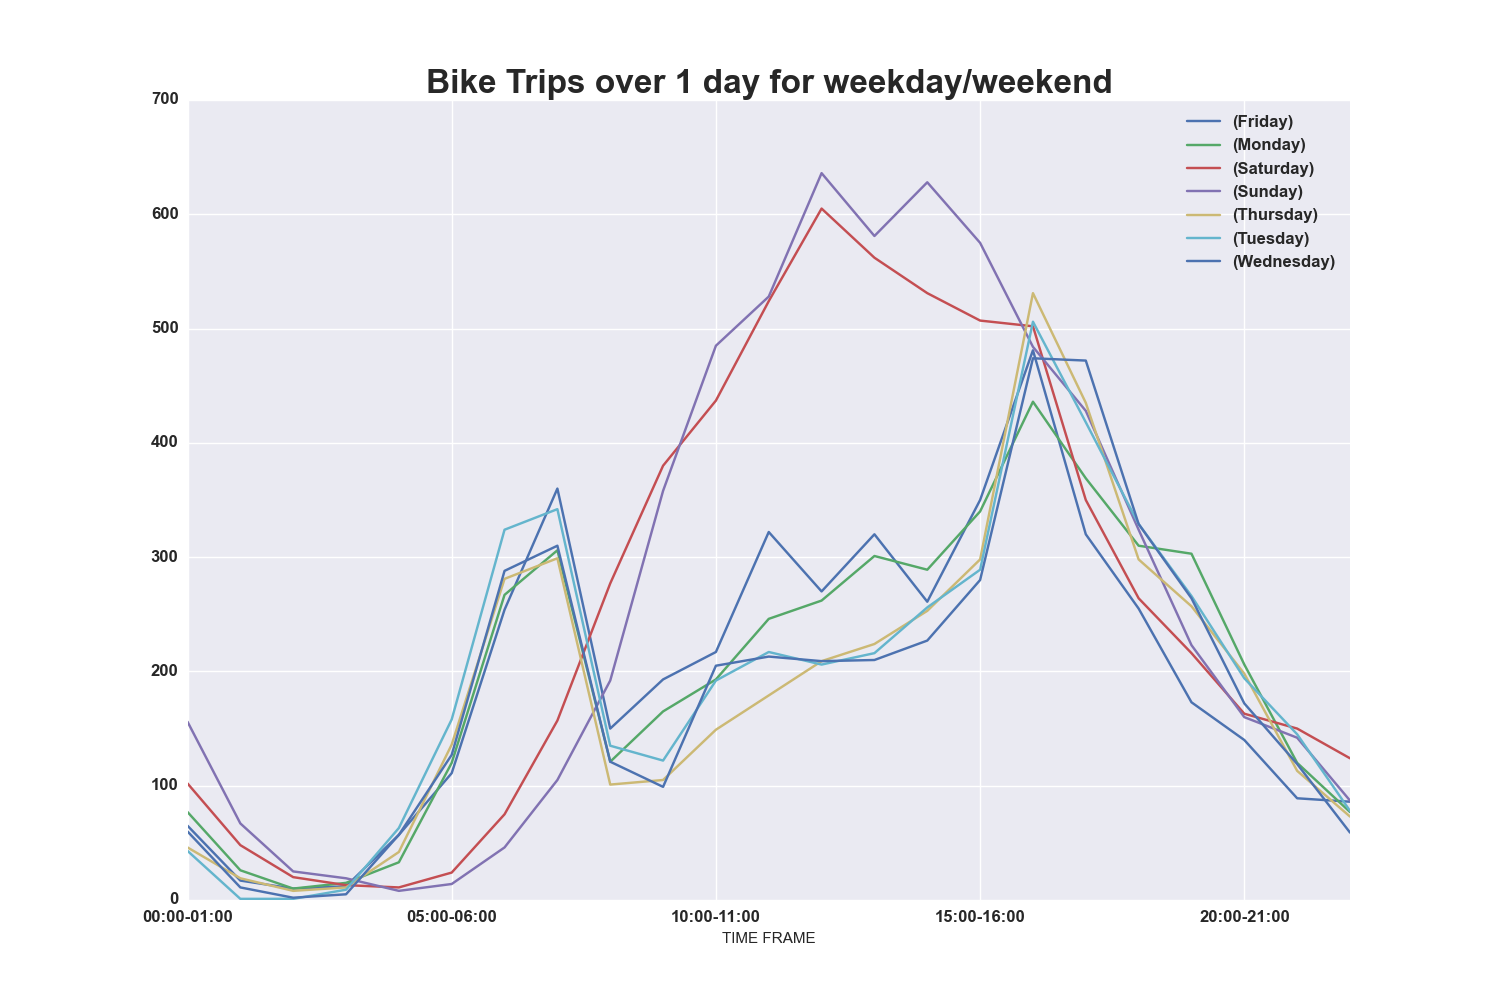 Bike Trips over 1 day for weekday/weekend
700
600
500
400
300
200
100
0
(Friday)
(Monday)
(Saturday)
(Sunday)
(Thursday)
(Tuesday)
(Wednesday)
00:00-01:00 05:00-06:00 10:00-11:00 15:00-16:00 20:00-21:00
TIME FRAME